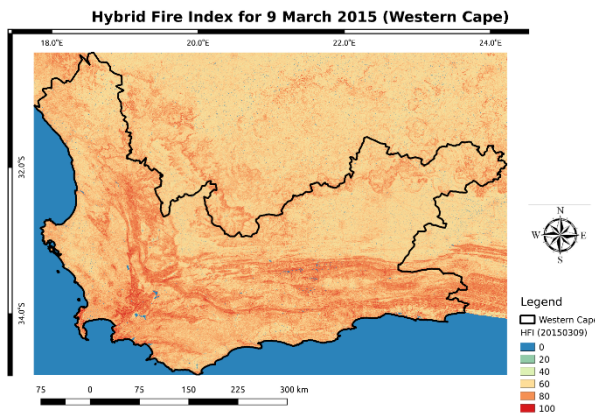 Hybrid Fire Index for 9 March 2015 (Western Cape)
18.0°E 20.0°E 22.0°E 24.0°E
32.0°S
34.0°S
N
W E
S
Legend
Western Cape
HFI (20150309)
0
20
40
60
80
100
75 0 75 150 225 300 km